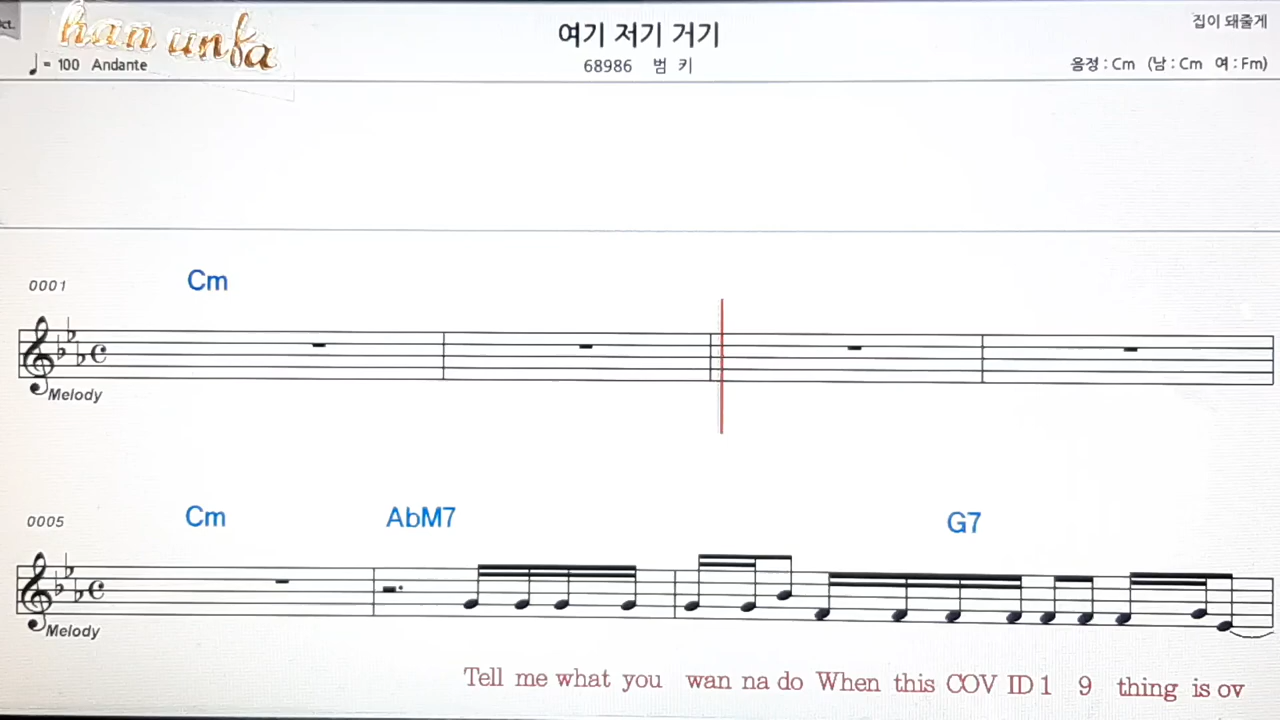 ct.
han unfa
여기 저기 거기
집이 돼줄게
♩= 100 Andante
68986 범 키
음정 : Cm (남 : Cm 여 : Fm)
0001
Cm
Melody
0005
Cm AbM7 G7
Melody
Tell me what you wan na do When this COV ID 1 9 thing is ov